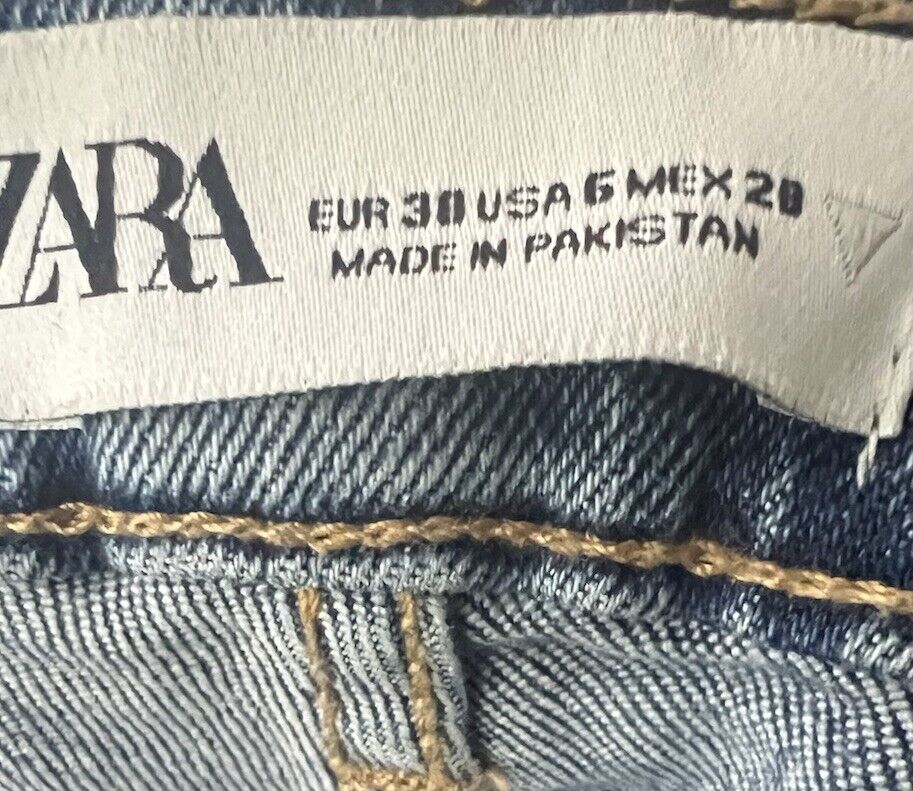 ZARA
EUR 38 USA 6 MEX 28
MADE IN PAKISTAN